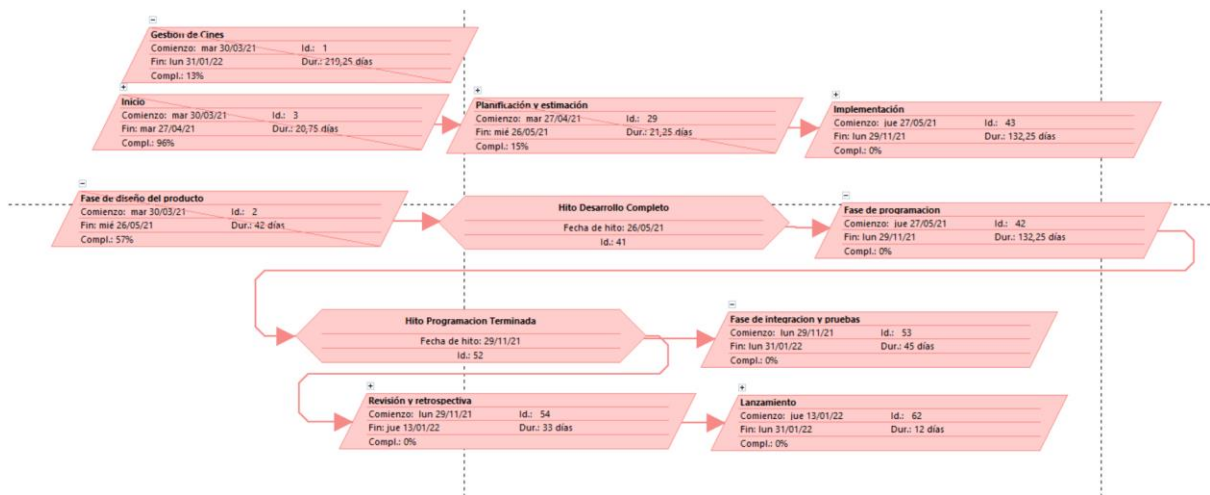 Gestión de Cines
Comienzo: mar 30/03/21 Id.: 1
Fin: lun 31/01/22 Dur.: 219,25 días
Compl.: 13%
Inicio
Comienzo: mar 30/03/21 Id.: 3
Fin: mar 27/04/21 Dur.: 20,75 días
Compl.: 96%
Planificación y estimación
Comienzo: mar 27/04/21 Id.: 29
Fin: mié 26/05/21 Dur.: 21,25 días
Compl.: 15%
Implementación
Comienzo: jue 27/05/21 Id.: 43
Fin: lun 29/11/21 Dur.: 132,25 días
Compl.: 0%
Fase de diseño del producto
Comienzo: mar 30/03/21 Id.: 2
Fin: mié 26/05/21 Dur.: 42 días
Compl.: 57%
Hito Desarrollo Completo
Fecha de hito: 26/05/21
Id.: 41
Fase de programacion
Comienzo: jue 27/05/21 Id.: 42
Fin: lun 29/11/21 Dur.: 132,25 días
Compl.: 0%
Hito Programacion Terminada
Fecha de hito: 29/11/21
Id.: 52
Fase de integracion y pruebas
Comienzo: lun 29/11/21 Id.: 53
Fin: lun 31/01/22 Dur.: 45 días
Compl.: 0%
Revisión y retrospectiva
Comienzo: lun 29/11/21 Id.: 54
Fin: jue 13/01/22 Dur.: 33 días
Compl.: 0%
Lanzamiento
Comienzo: jue 13/01/22 Id.: 62
Fin: lun 31/01/22 Dur.: 12 días
Compl.: 0%